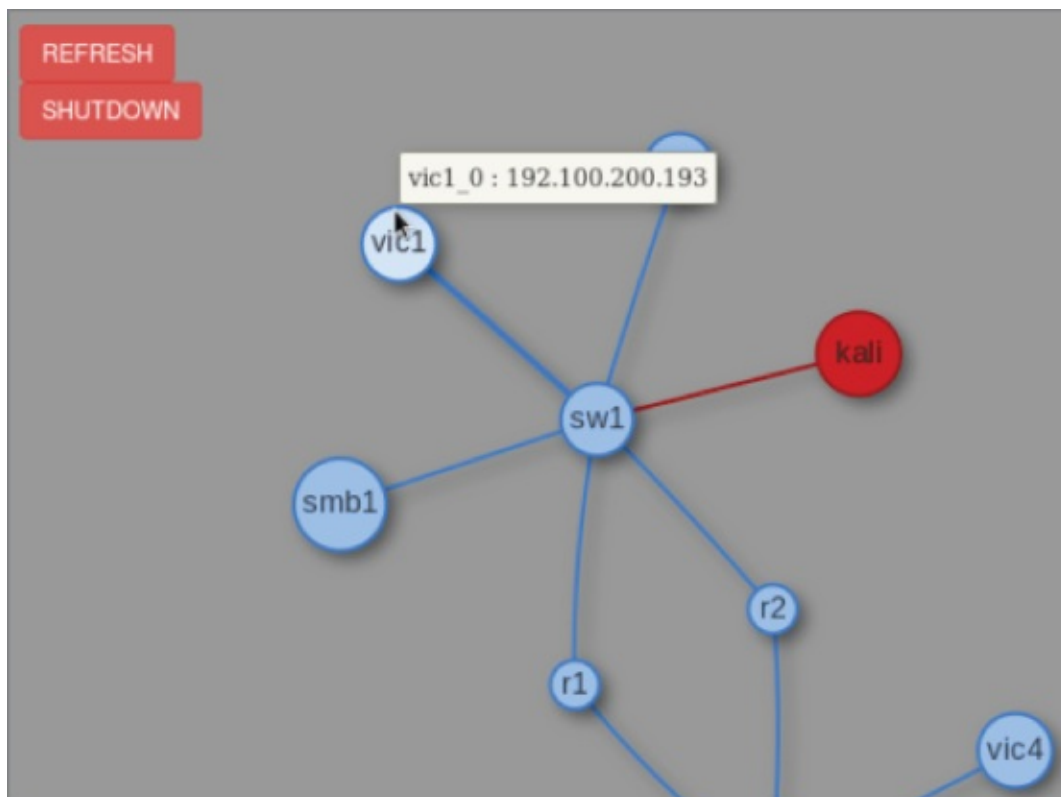 REFRESH
SHUTDOWN
vic1_0 : 192.100.200.193
vic1
kali
sw1
smb1
r2
r1
vic4